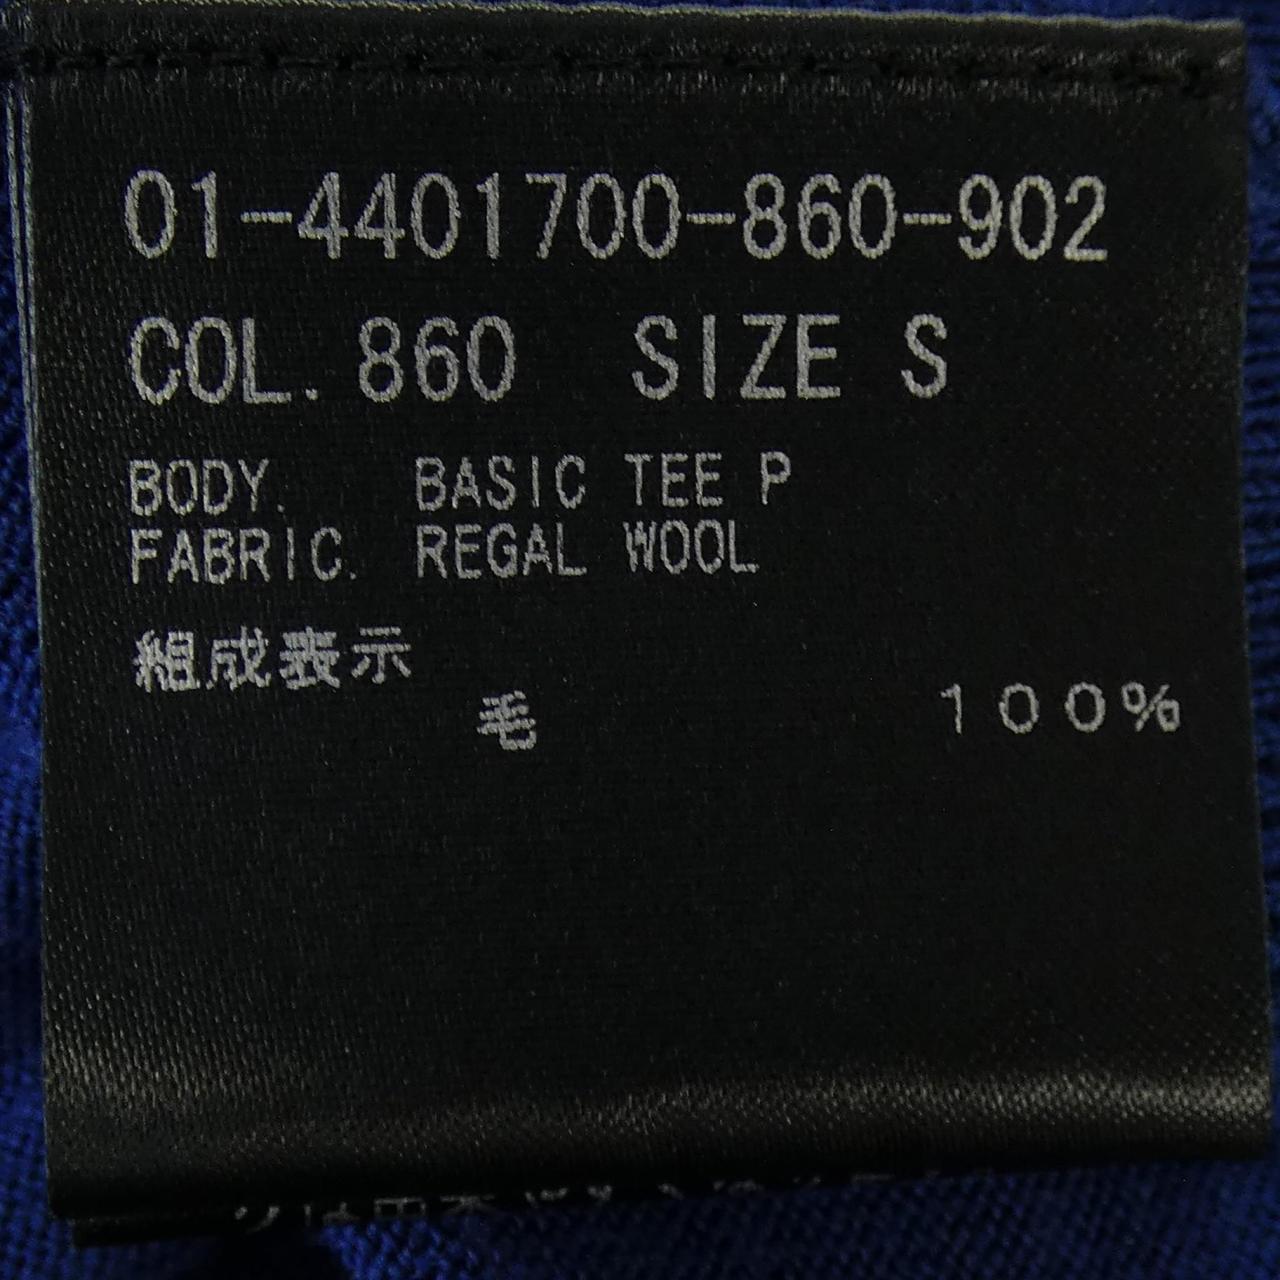 01-4401700-860-902
COL. 860 SIZE S
BODY. BASIC TEE P
FABRIC. REGAL WOOL
組成表示
毛 100%